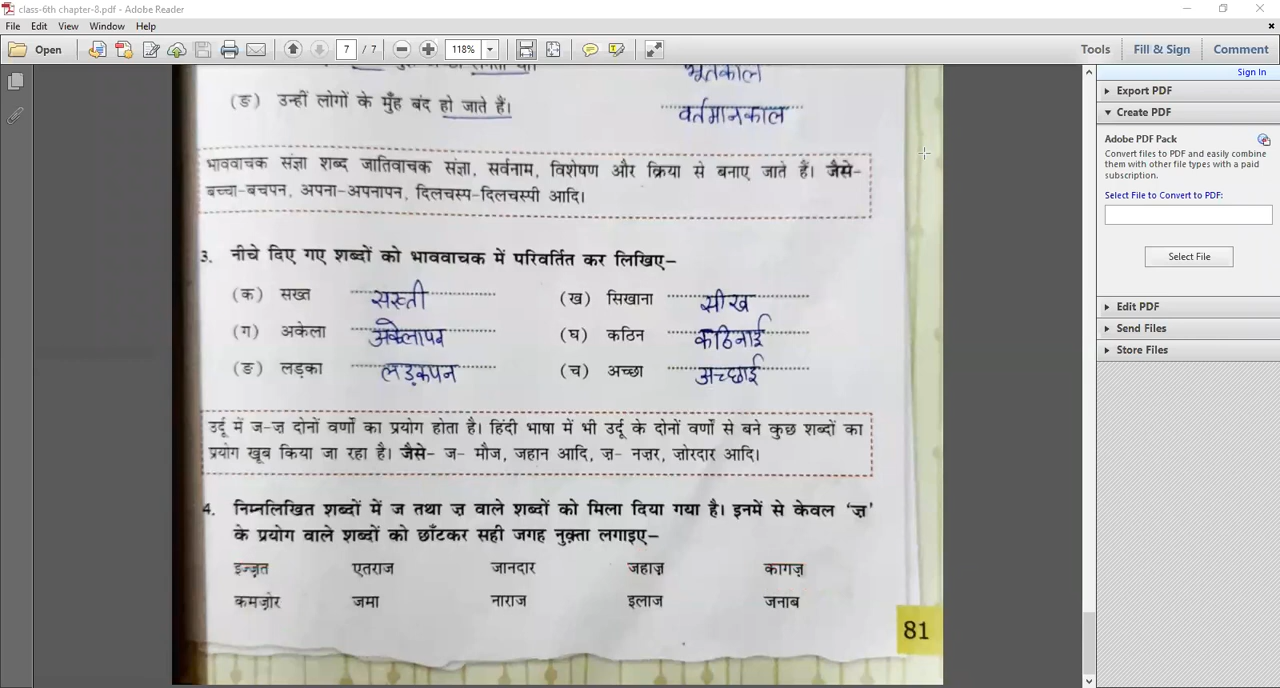 class-6th chapter-8.pdf - Adobe Reader
File Edit View Window Help
Open 7 / 7 118% Tools Fill & Sign Comment
Sign In
Export PDF
Create PDF
Adobe PDF Pack
Convert files to PDF and easily combine
them with other file types with a paid
subscription.
Select File to Convert to PDF:
Select File
Edit PDF
Send Files
Store Files
भूतकाल
(ङ) उन्हीं लोगों के मुँह बंद हो जाते हैं। वर्तमानकाल
भाववाचक संज्ञा शब्द जातिवाचक संज्ञा, सर्वनाम, विशेषण और क्रिया से बनाए जाते हैं। जैसे-
बच्चा-बचपन, अपना-अपनापन, दिलचस्प-दिलचस्पी आदि।
3. नीचे दिए गए शब्दों को भाववाचक में परिवर्तित कर लिखिए–
(क) सख्त सख्ती (ख) सिखाना सीख
(ग) अकेला अकेलापन (घ) कठिन कठिनाई
(ङ) लड़का लड़कपन (च) अच्छा अच्छाई
उर्दू में ज-ज़ दोनों वर्णों का प्रयोग होता है। हिंदी भाषा में भी उर्दू के दोनों वर्णों से बने कुछ शब्दों का
प्रयोग खूब किया जा रहा है। जैसे- ज- मौज, जहान आदि, ज़- नज़र, ज़ोरदार आदि।
4. निम्नलिखित शब्दों में ज तथा ज़ वाले शब्दों को मिला दिया गया है। इनमें से केवल ‘ज़’
के प्रयोग वाले शब्दों को छाँटकर सही जगह नुक़्ता लगाइए–
इज्ज़त एतराज जानदार जहाज़ कागज़
कमज़ोर जमा नाराज इलाज जनाब
81